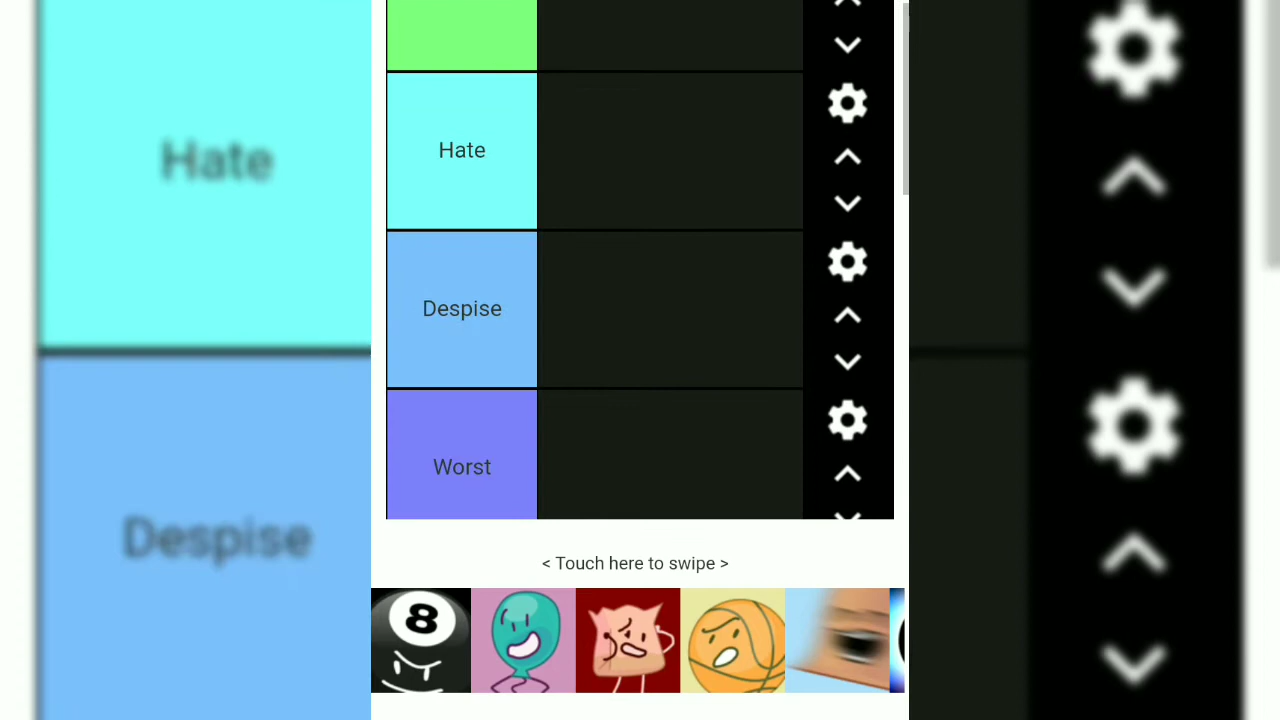 Hate
Despise
Hate
Despise
Worst
< Touch here to swipe >
8